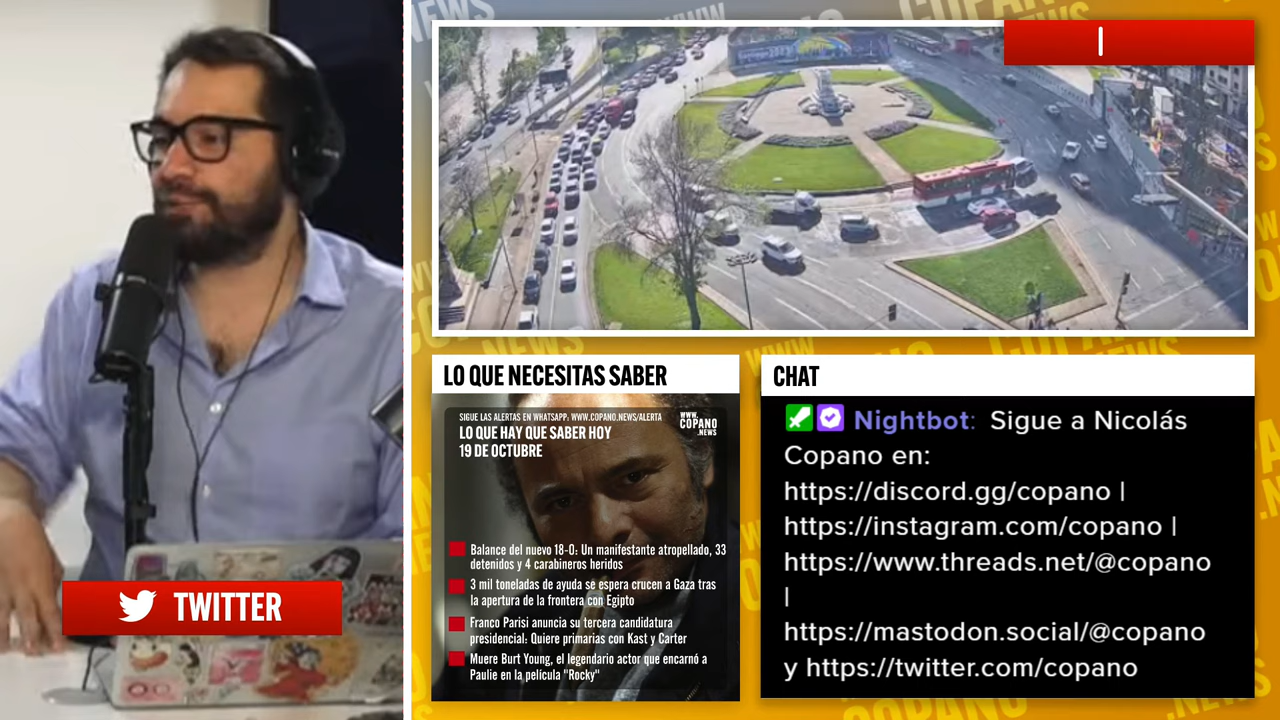 TWITTER
LO QUE NECESITAS SABER
SIGUE LAS ALERTAS EN WHATSAPP: WWW.COPANO.NEWS/ALERTA
WWW.
COPANO
.NEWS
LO QUE HAY QUE SABER HOY
19 DE OCTUBRE
Balance del nuevo 18-O: Un manifestante atropellado, 33
detenidos y 4 carabineros heridos
3 mil toneladas de ayuda se espera crucen a Gaza tras
la apertura de la frontera con Egipto
Franco Parisi anuncia su tercera candidatura
presidencial: Quiere primarias con Kast y Carter
Muere Burt Young, el legendario actor que encarnó a
Paulie en la película "Rocky"
CHAT
Nightbot: Sigue a Nicolás
Copano en:
https://discord.gg/copano |
https://instagram.com/copano |
https://www.threads.net/@copano
|
https://mastodon.social/@copano
y https://twitter.com/copano